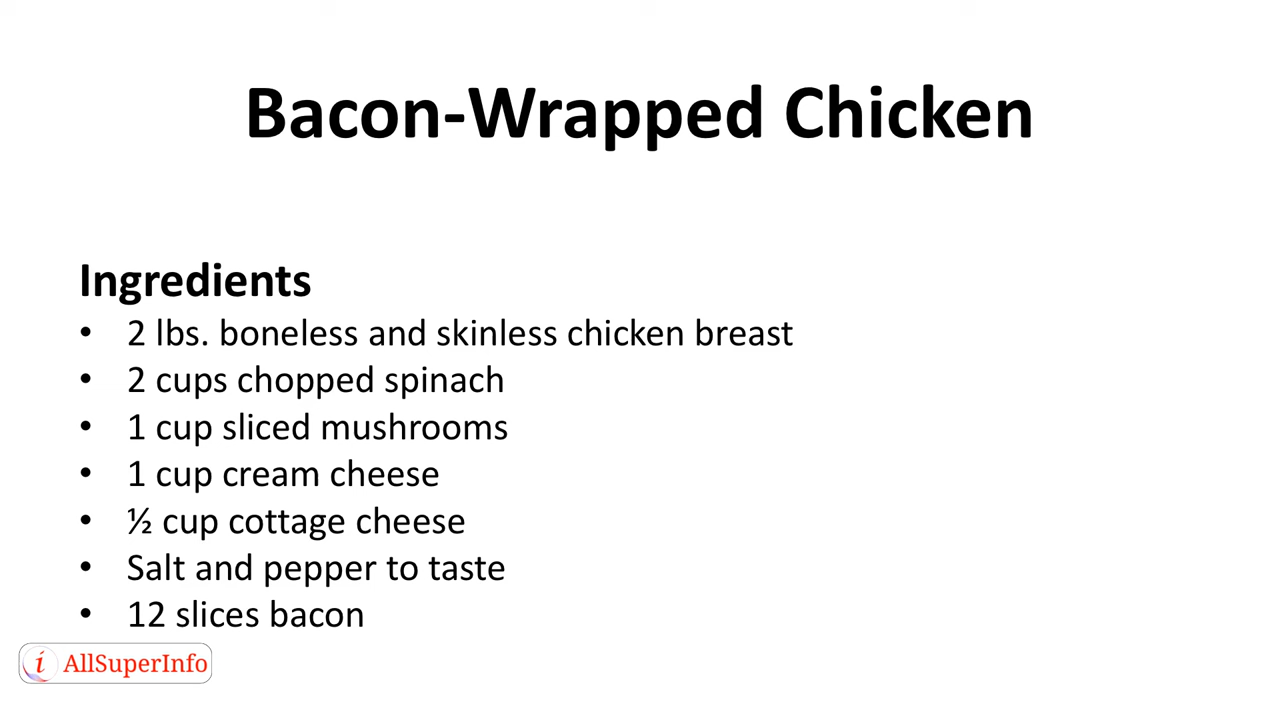 Bacon-Wrapped Chicken
Ingredients
• 2 lbs. boneless and skinless chicken breast
• 2 cups chopped spinach
• 1 cup sliced mushrooms
• 1 cup cream cheese
• ½ cup cottage cheese
• Salt and pepper to taste
• 12 slices bacon
i AllSuperInfo